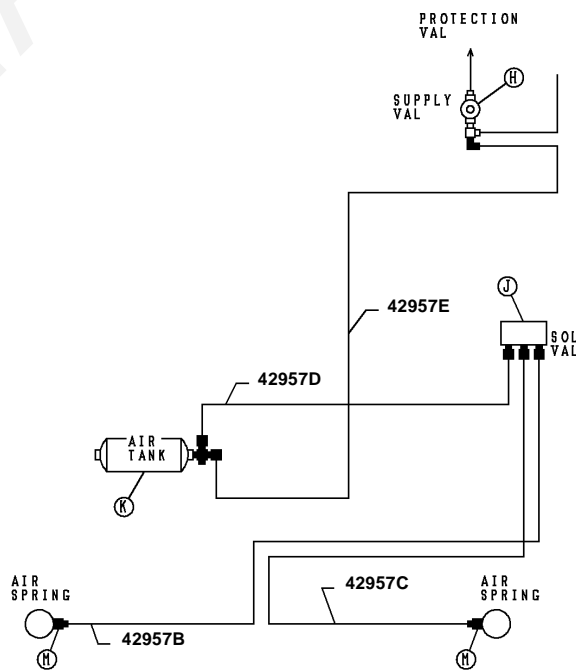 PROTECTION
VAL
H
SUPPLY
VAL
J
42957E
SOL
VAL
42957D
AIR
TANK
K
AIR
SPRING
42957C
AIR
SPRING
42957B
M
M